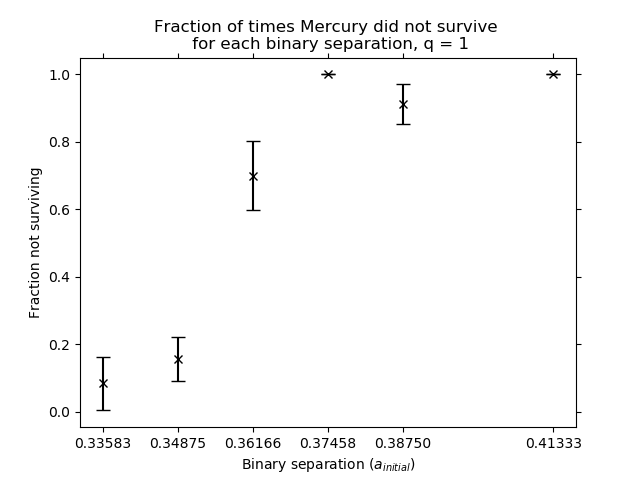 Fraction of times Mercury did not survive
for each binary separation, q = 1
Fraction not surviving
1.0
0.8
0.6
0.4
0.2
0.0
0.33583 0.34875 0.36166 0.37458 0.38750 0.41333
Binary separation (a_initial)